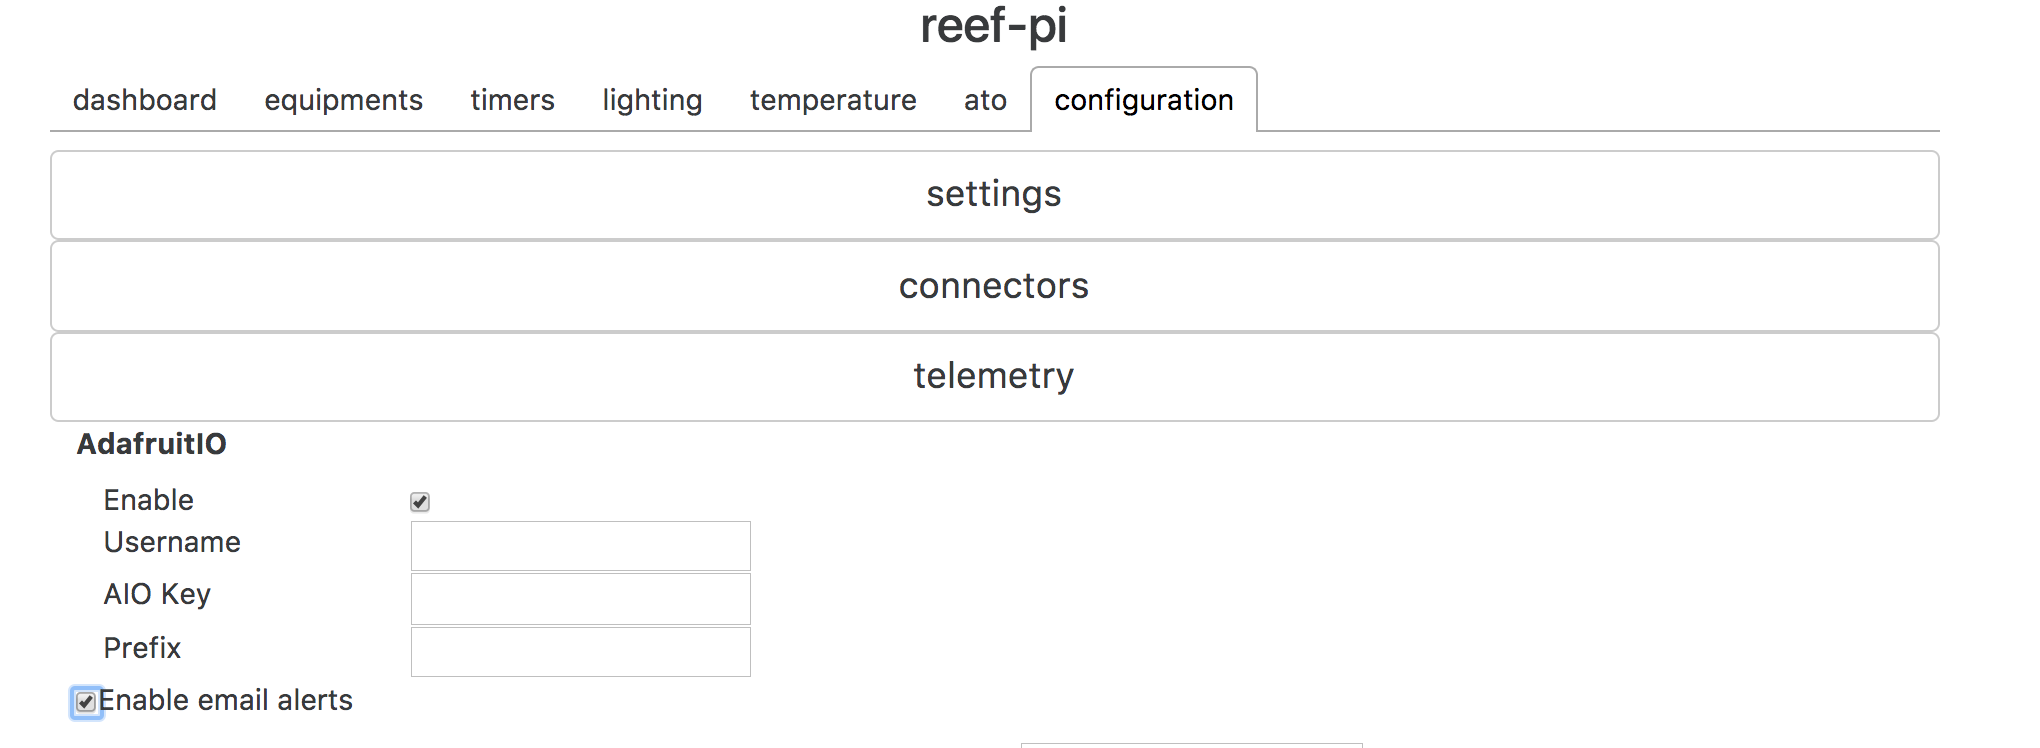 reef-pi
dashboard equipments timers lighting temperature ato configuration
settings
connectors
telemetry
AdafruitIO
Enable
Username
AIO Key
Prefix
Enable email alerts